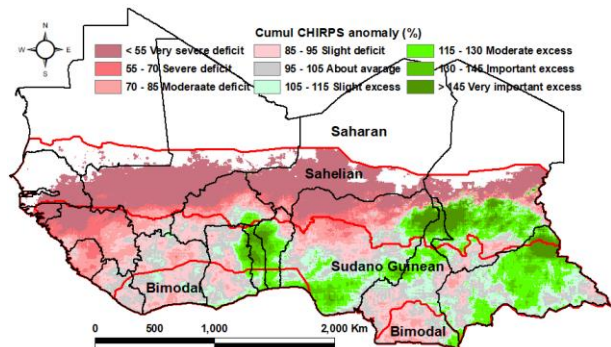 Cumul CHIRPS anomaly (%)
N
W E
S
< 55 Very severe deficit 85 - 95 Slight deficit 115 - 130 Moderate excess
55 - 70 Severe deficit 95 - 105 About avarage 130 - 145 Important excess
70 - 85 Moderaate deficit 105 - 115 Slight excess > 145 Very important excess
Saharan
Sahelian
Sudano Guinean
Bimodal
Bimodal
0 500 1,000 2,000 Km